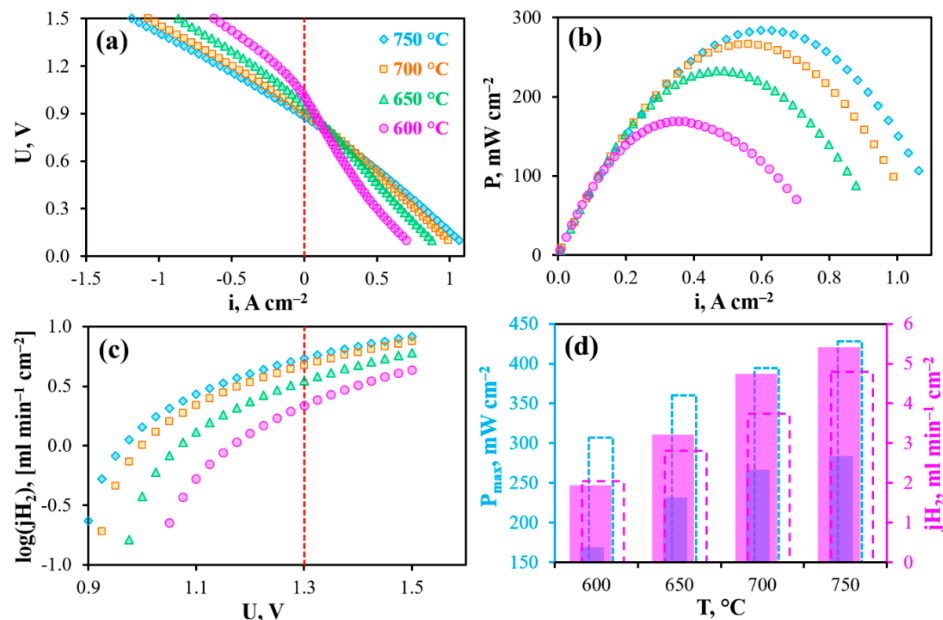 (a)
750 °C
700 °C
650 °C
600 °C
U, V
1.5
1.2
0.9
0.6
0.3
0.0
-1.5
-1
-0.5
0
0.5
1
i, A cm⁻²
(b)
P, mW cm⁻²
300
200
100
0
0.0
0.2
0.4
0.6
0.8
1.0
i, A cm⁻²
(c)
log(jH₂), [ml min⁻¹ cm⁻²]
1.0
0.5
0.0
-0.5
-1.0
0.9
1.1
1.3
1.5
U, V
(d)
Pₘₐₓ, mW cm⁻²
450
400
350
300
250
200
150
600
650
700
750
T, °C
6
5
4
3
2
1
0
jH₂, ml min⁻¹ cm⁻²